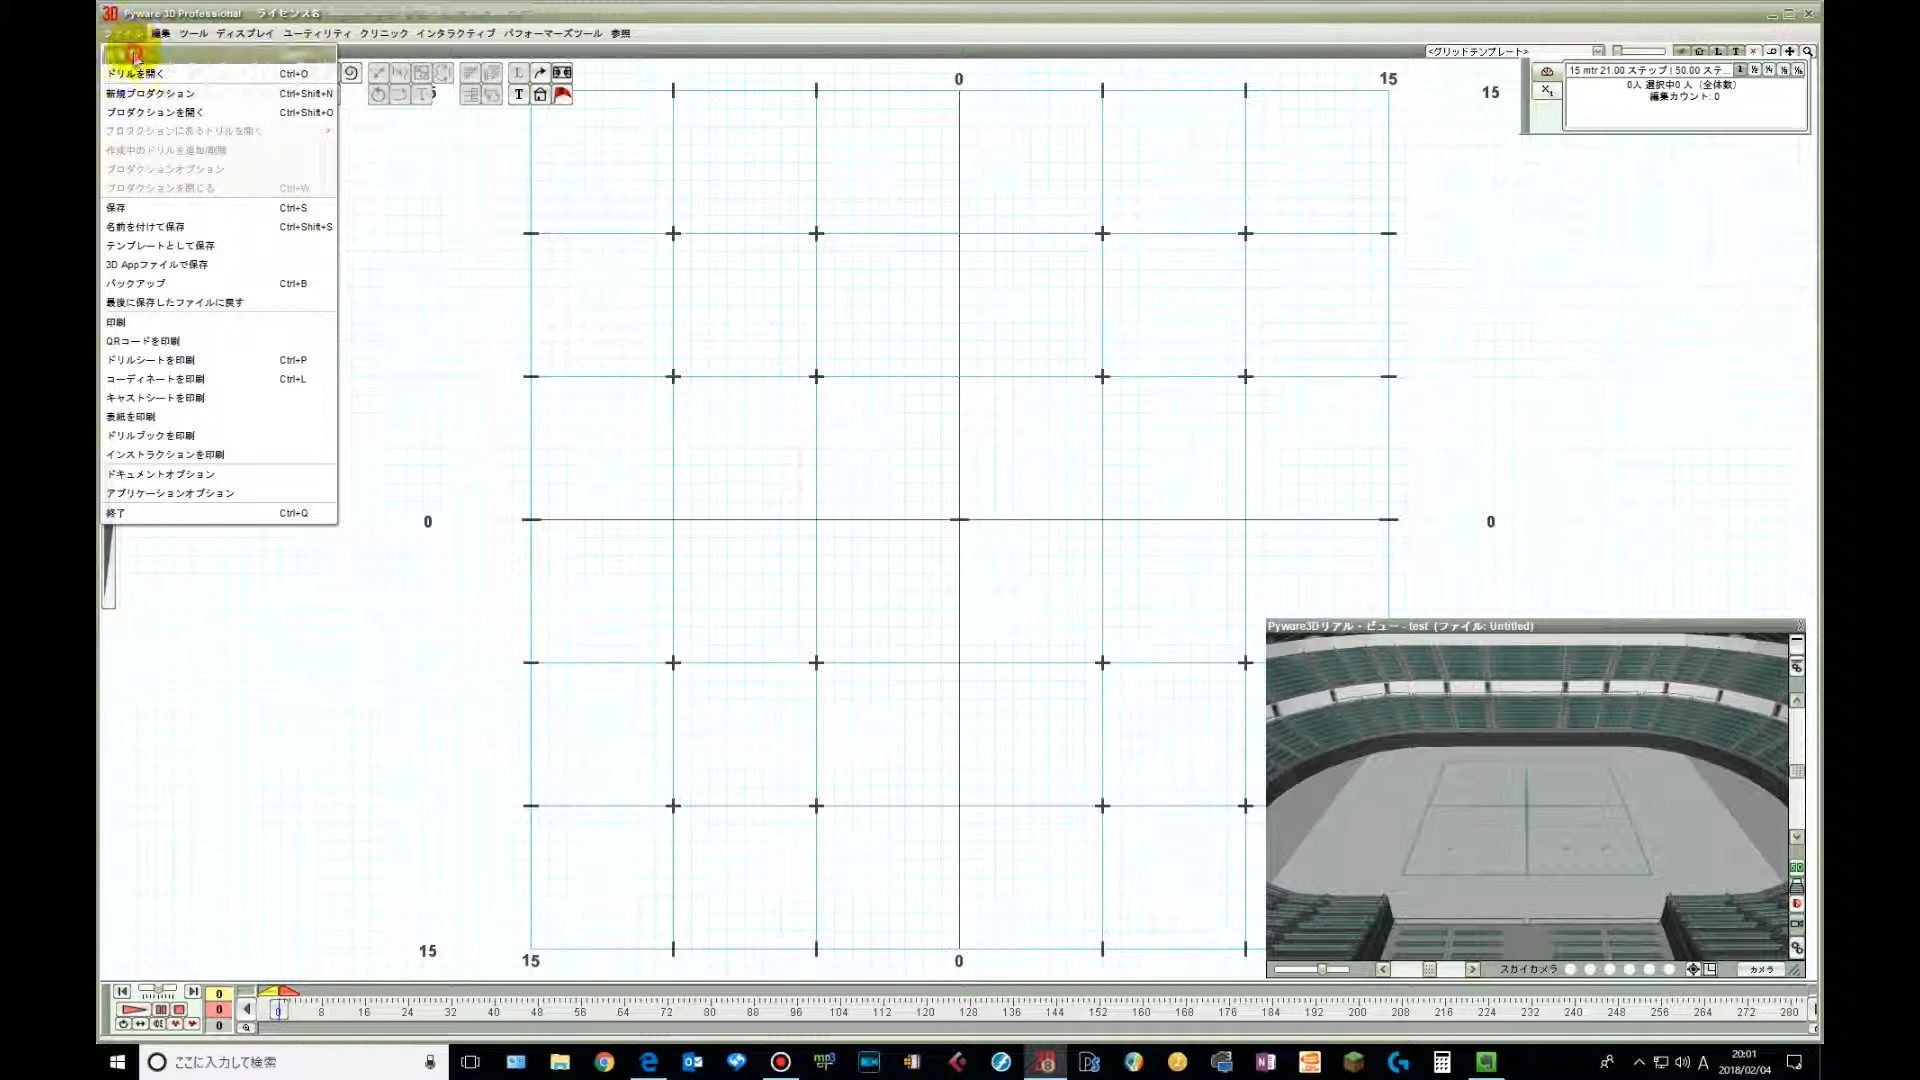 3D Pyware 3D Professional ライセンス名
ファイル 編集 ツール ディスプレイ ユーティリティ クリニック インタラクティブ パフォーマーズツール 参照
ドリルを開く Ctrl+O
新規プロダクション Ctrl+Shift+N
プロダクションを開く Ctrl+Shift+O
プロダクションにあるドリルを開く
作成中のドリルを追加/削除
プロダクションオプション
プロダクションを閉じる Ctrl+W
保存 Ctrl+S
名前を付けて保存 Ctrl+Shift+S
テンプレートとして保存
3D Appファイルで保存
バックアップ Ctrl+B
最後に保存したファイルに戻す
印刷
QRコードを印刷
ドリルシートを印刷 Ctrl+P
コーディネートを印刷 Ctrl+L
キャストシートを印刷
表紙を印刷
ドリルブックを印刷
インストラクションを印刷
ドキュメントオプション
アプリケーションオプション
終了 Ctrl+Q
<グリッドテンプレート>
15 mtr 21.00 ステップ | 50.00 ステ...
0人 選択中0 人 (全体数)
編集カウント: 0
0 15
15
0 0
15
15 0
Pyware3Dリアル・ビュー - test (ファイル: Untitled)
スカイカメラ カメラ
0
0
0
0 8 16 24 32 40 48 56 64 72 80 88 96 104 112 120 128 136 144 152 160 168 176 184 192 200 208 216 224 232 240 248 256 264 272 280
ここに入力して検索
A
20:01
2018/02/04